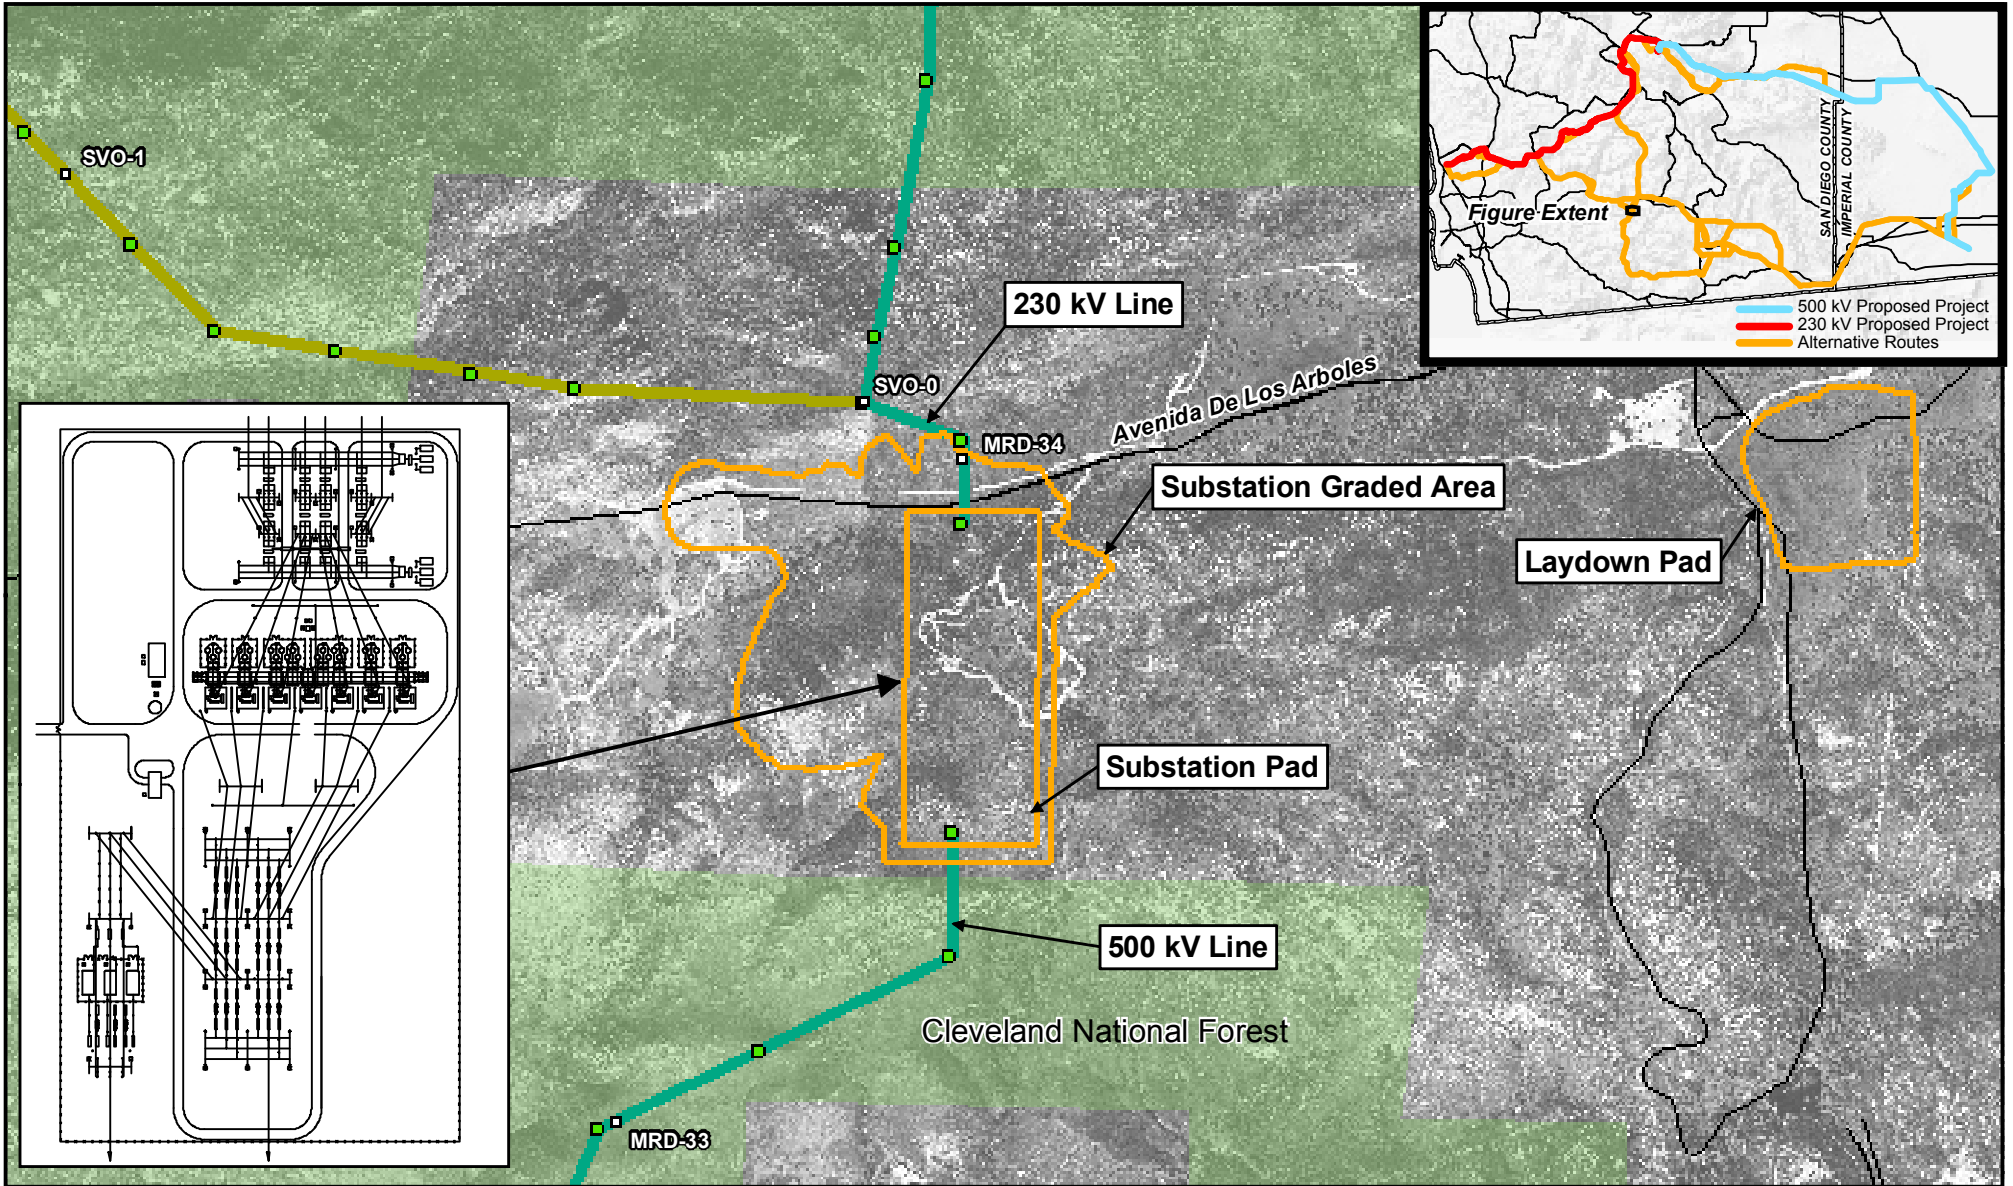 SVO-1
230 kV Line
SVO-0
MRD-34
Avenida De Los Arboles
Substation Graded Area
Laydown Pad
Substation Pad
500 kV Line
Cleveland National Forest
MRD-33
Figure Extent
SAN DIEGO COUNTY
IMPERIAL COUNTY
500 kV Proposed Project
230 kV Proposed Project
Alternative Routes